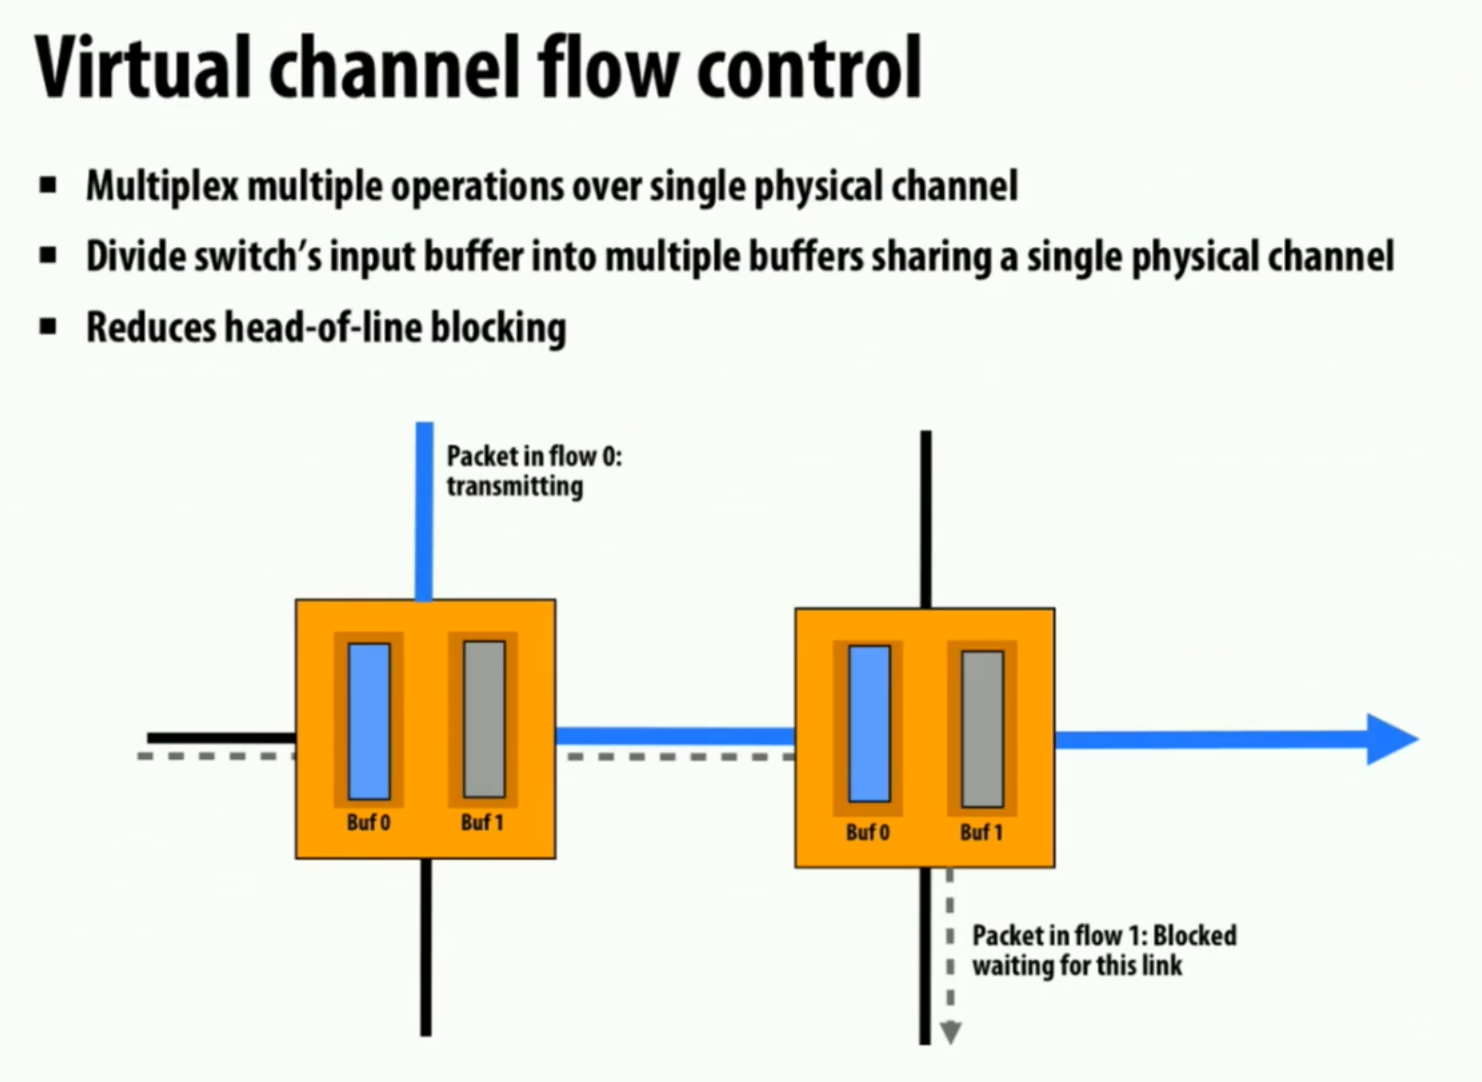 Virtual channel flow control
▪ Multiplex multiple operations over single physical channel
▪ Divide switch's input buffer into multiple buffers sharing a single physical channel
▪ Reduces head-of-line blocking
Packet in flow 0:
transmitting
Buf 0
Buf 1
Buf 0
Buf 1
Packet in flow 1: Blocked
waiting for this link